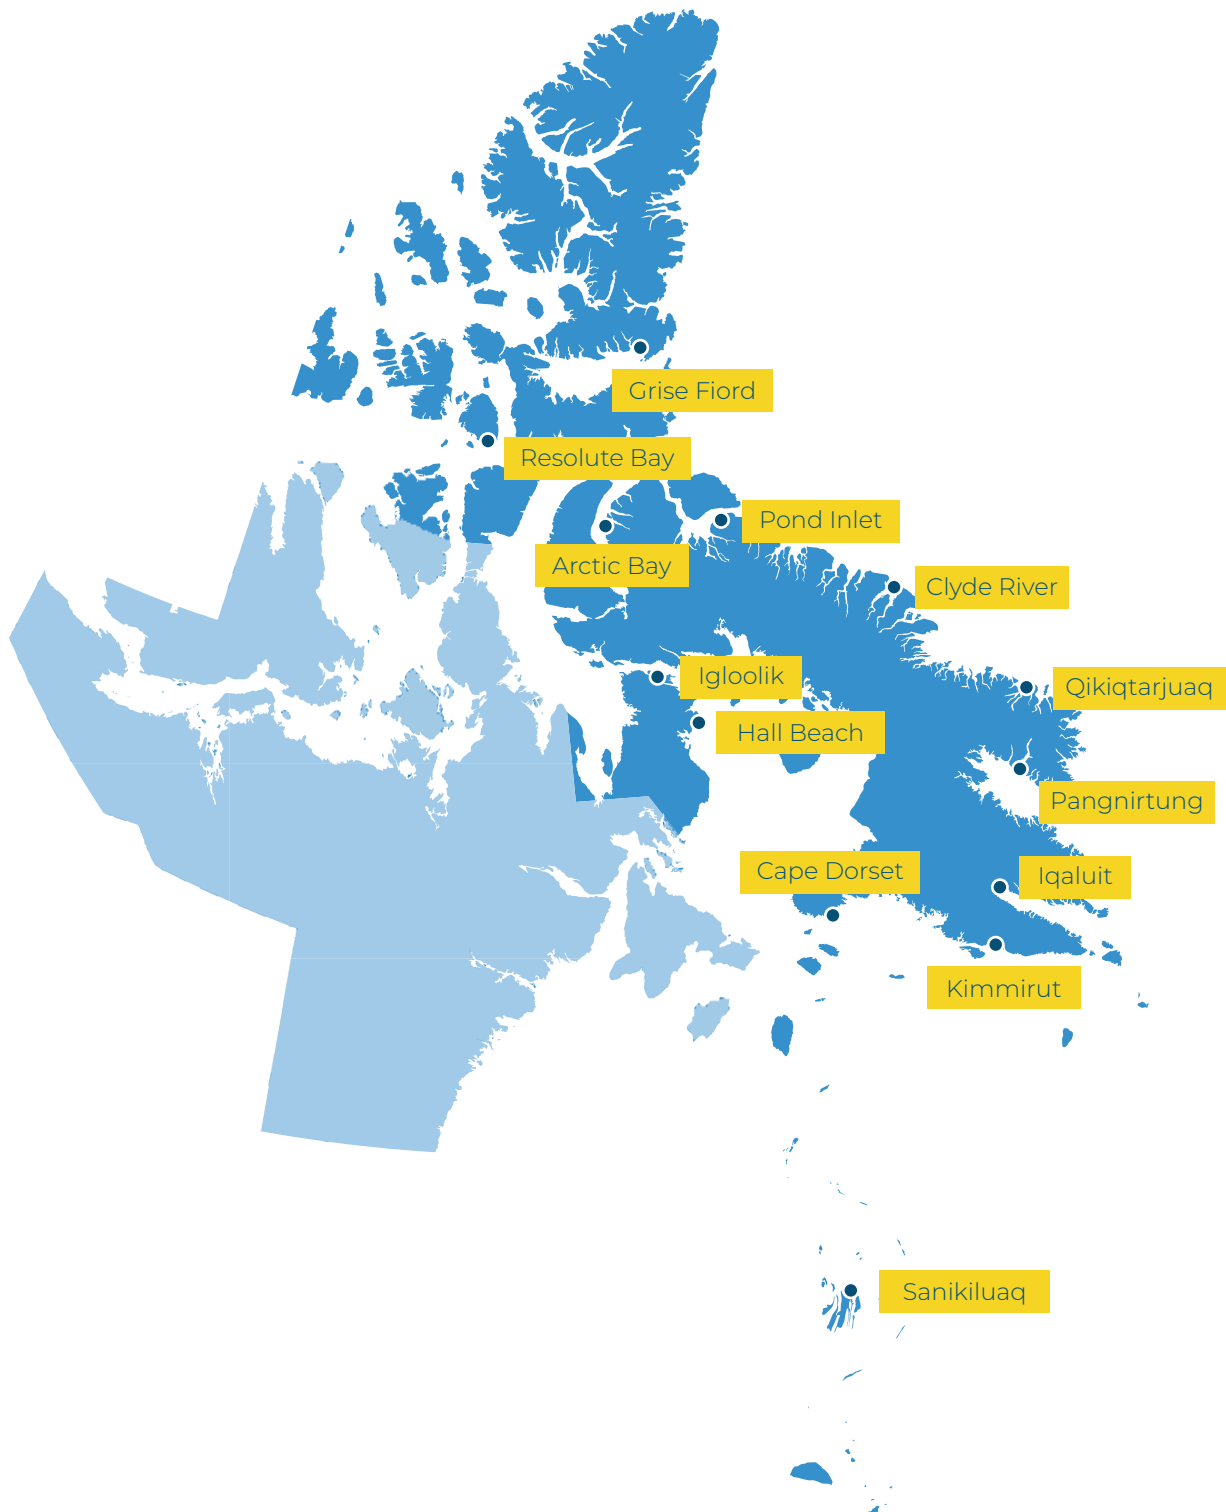 Grise Fiord
Resolute Bay
Pond Inlet
Arctic Bay
Clyde River
Igloolik
Qikiqtarjuaq
Hall Beach
Pangnirtung
Cape Dorset
Iqaluit
Kimmirut
Sanikiluaq